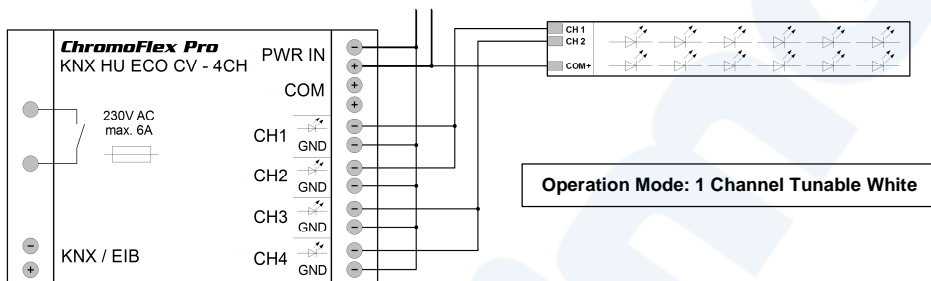 ChromoFlex Pro
KNX HU ECO CV - 4CH
230V AC
max. 6A
KNX / EIB
PWR IN
COM
CH1
GND
CH2
GND
CH3
GND
CH4
GND
CH 1
CH 2
COM+
Operation Mode: 1 Channel Tunable White